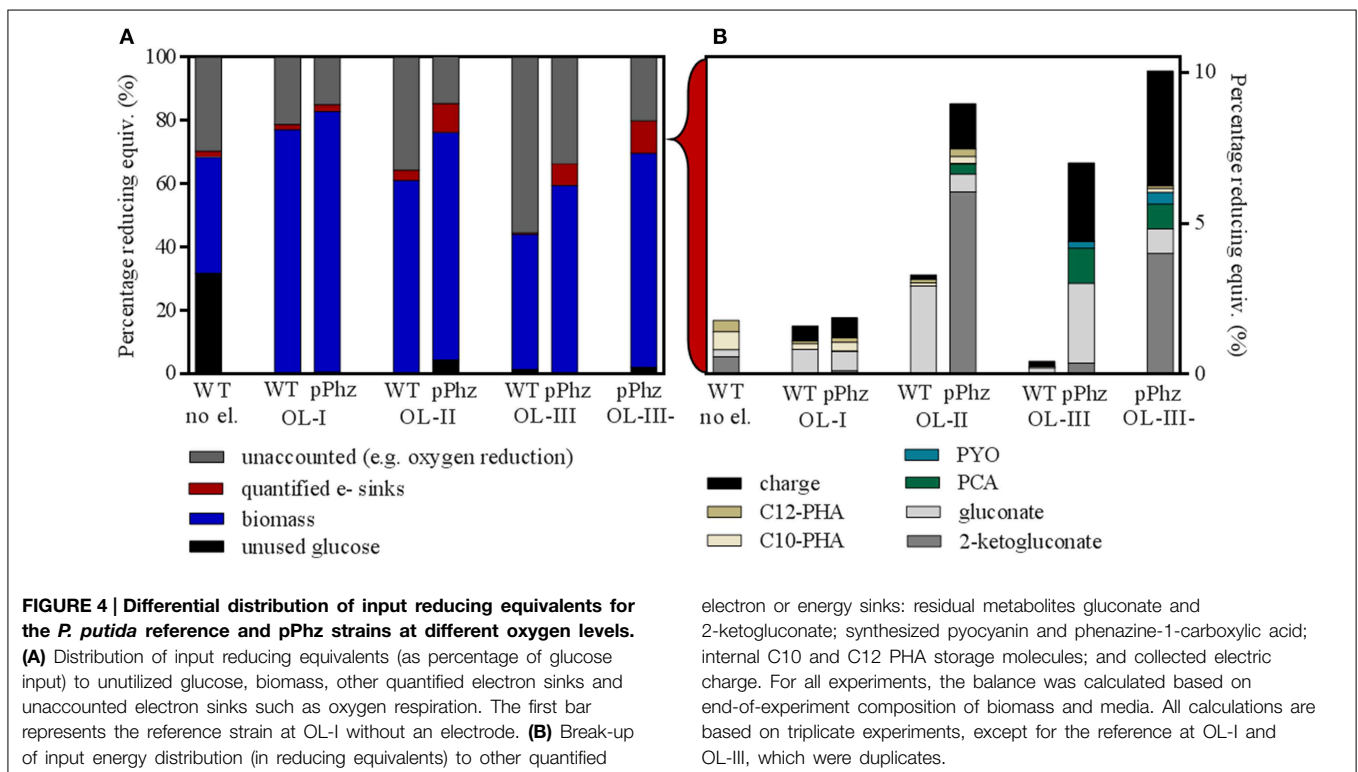 A
B
100
80
60
40
20
0
Percentage reducing equiv. (%)
10
5
0
Percentage reducing equiv. (%)
WT WT pPhz WT pPhz WT pPhz pPhz
no el. OL-I OL-II OL-III OL-III-
WT WT pPhz WT pPhz WT pPhz pPhz
no el. OL-I OL-II OL-III OL-III-
unaccounted (e.g. oxygen reduction)
quantified e- sinks
biomass
unused glucose
charge
C12-PHA
C10-PHA
PYO
PCA
gluconate
2-ketogluconate
FIGURE 4 | Differential distribution of input reducing equivalents for
the P. putida reference and pPhz strains at different oxygen levels.
(A) Distribution of input reducing equivalents (as percentage of glucose
input) to unutilized glucose, biomass, other quantified electron sinks and
unaccounted electron sinks such as oxygen respiration. The first bar
represents the reference strain at OL-I without an electrode. (B) Break-up
of input energy distribution (in reducing equivalents) to other quantified
electron or energy sinks: residual metabolites gluconate and
2-ketogluconate; synthesized pyocyanin and phenazine-1-carboxylic acid;
internal C10 and C12 PHA storage molecules; and collected electric
charge. For all experiments, the balance was calculated based on
end-of-experiment composition of biomass and media. All calculations are
based on triplicate experiments, except for the reference at OL-I and
OL-III, which were duplicates.